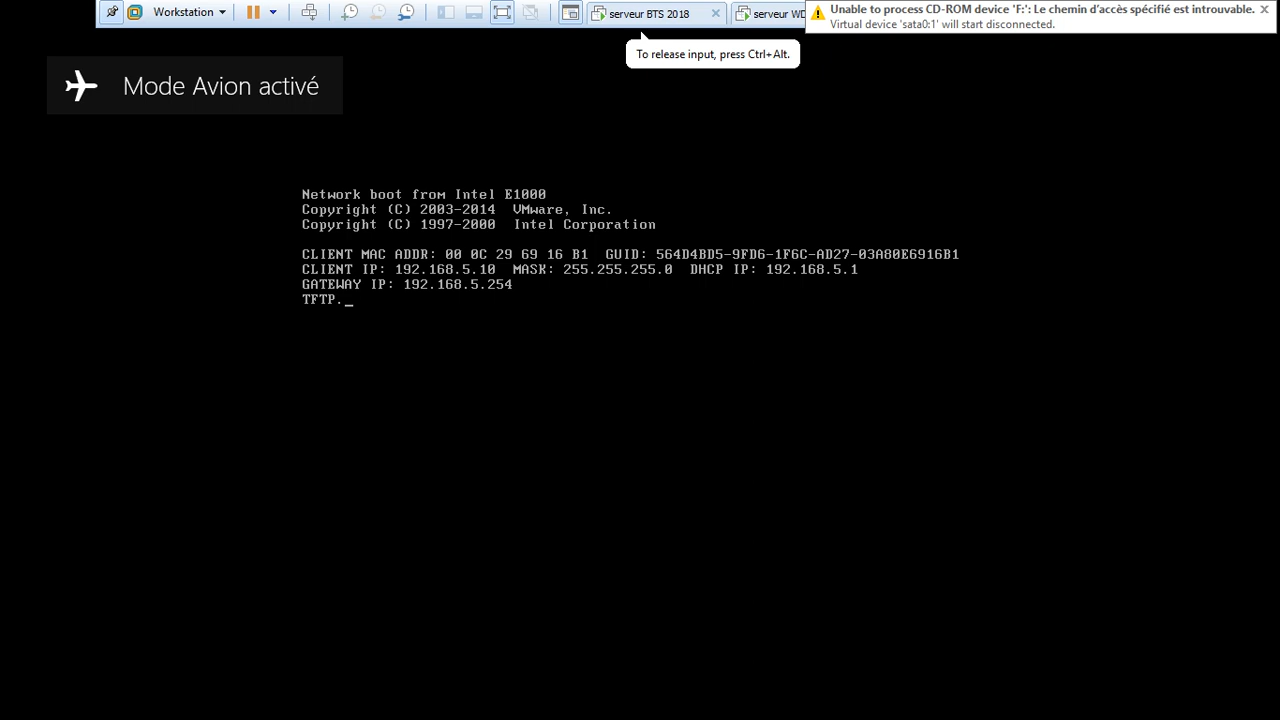 Workstation
serveur BTS 2018
serveur WD
Unable to process CD-ROM device 'F:': Le chemin d'accès spécifié est introuvable.
Virtual device 'sata0:1' will start disconnected.
To release input, press Ctrl+Alt.
Mode Avion activé
Network boot from Intel E1000
Copyright (C) 2003-2014 VMware, Inc.
Copyright (C) 1997-2000 Intel Corporation
CLIENT MAC ADDR: 00 0C 29 69 16 B1 GUID: 564D4BD5-9FD6-1F6C-AD27-03A80E6916B1
CLIENT IP: 192.168.5.10 MASK: 255.255.255.0 DHCP IP: 192.168.5.1
GATEWAY IP: 192.168.5.254
TFTP._